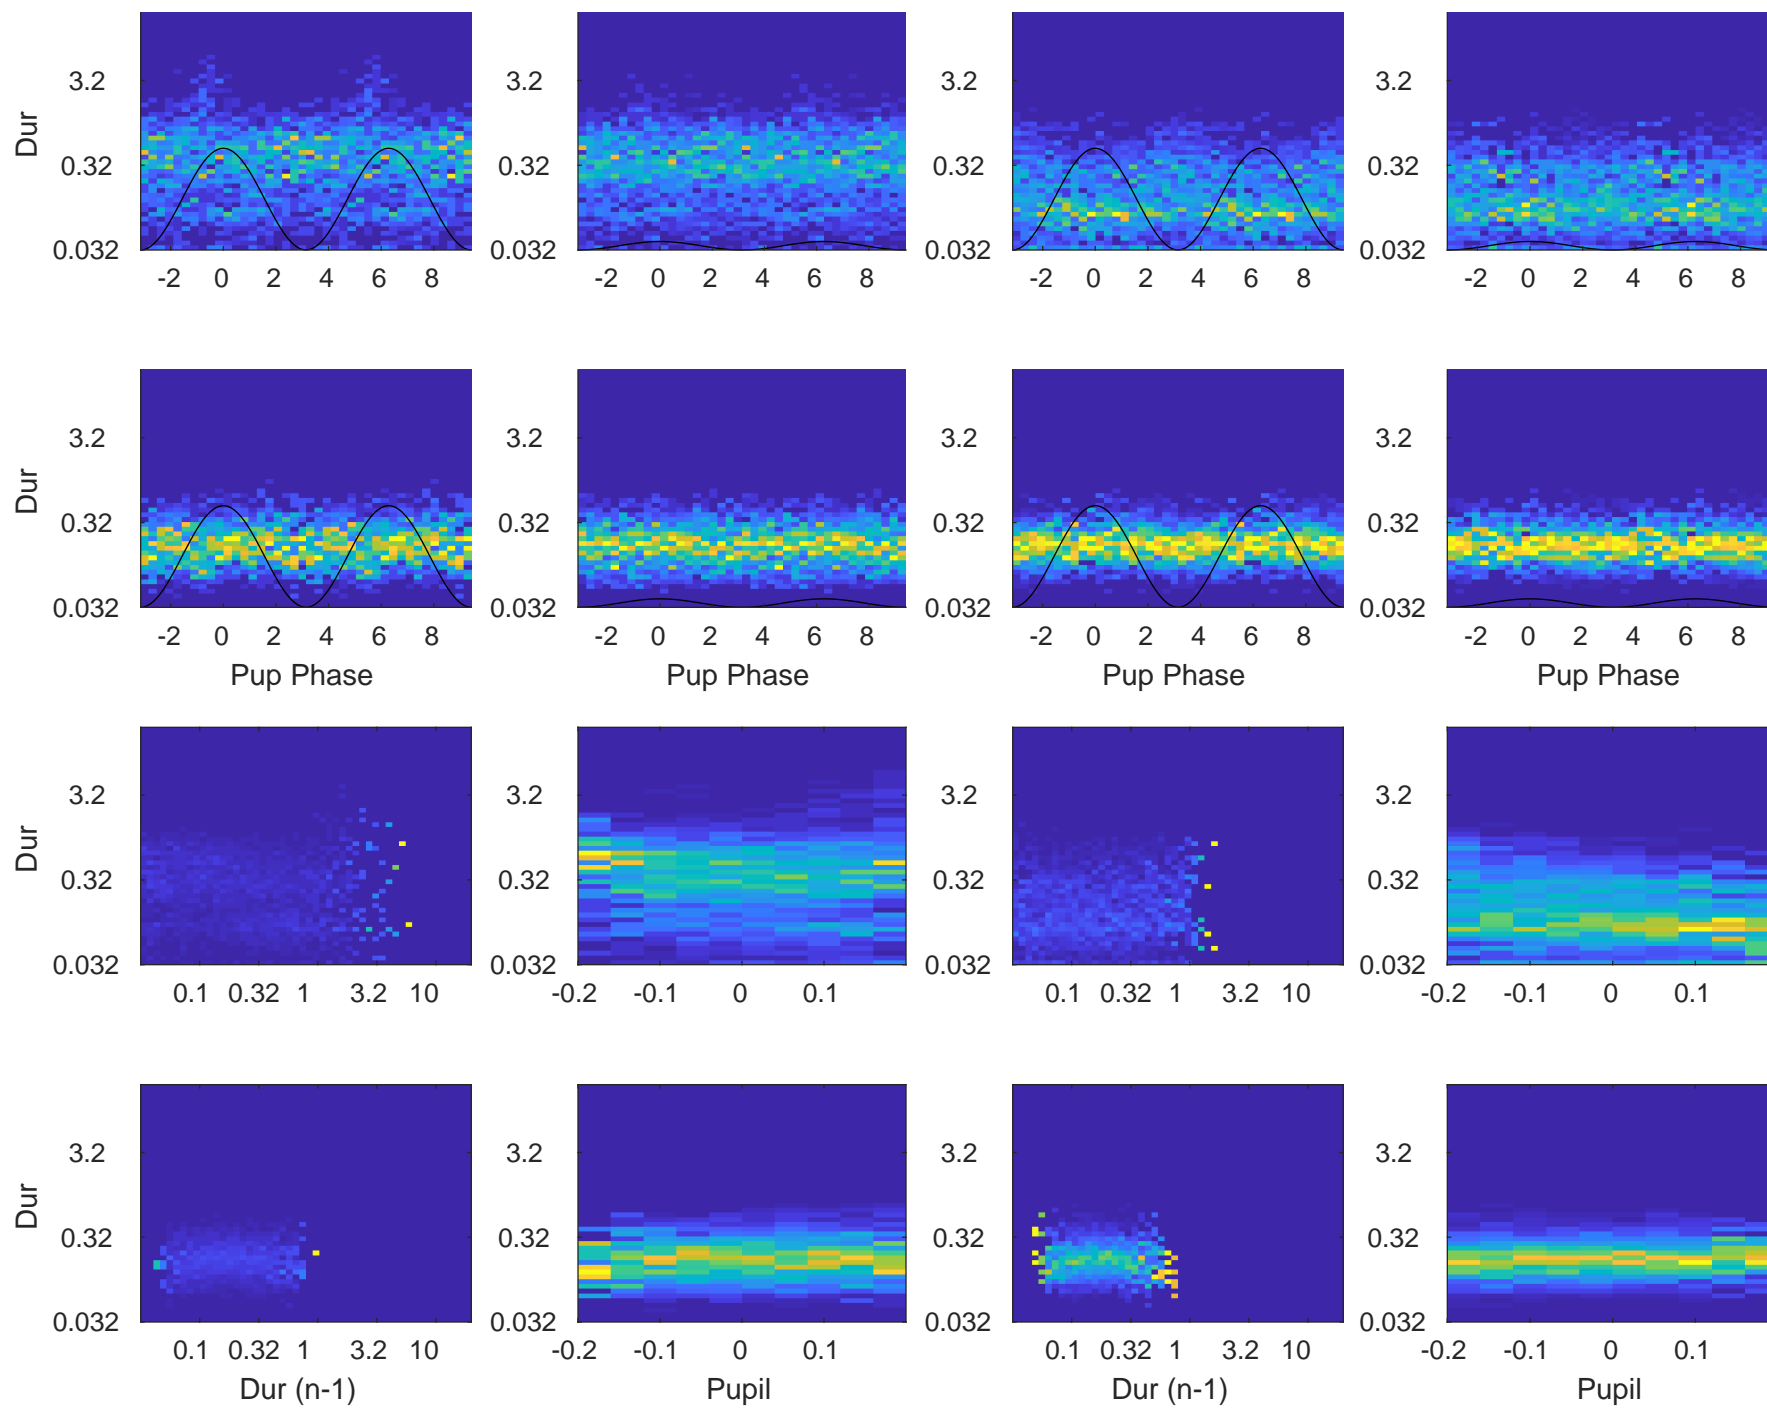 3.2 3.2 3.2 3.2
Dur
0.32 0.32 0.32 0.32
0.032 0.032 0.032 0.032
-2 0 2 4 6 8 -2 0 2 4 6 8 -2 0 2 4 6 8 -2 0 2 4 6 8
3.2 3.2 3.2 3.2
Dur
0.32 0.32 0.32 0.32
0.032 0.032 0.032 0.032
-2 0 2 4 6 8 -2 0 2 4 6 8 -2 0 2 4 6 8 -2 0 2 4 6 8
Pup Phase Pup Phase Pup Phase Pup Phase
3.2 3.2 3.2 3.2
Dur
0.32 0.32 0.32 0.32
0.032 0.032 0.032 0.032
0.1 0.32 1 3.2 10 -0.2 -0.1 0 0.1 0.1 0.32 1 3.2 10 -0.2 -0.1 0 0.1
3.2 3.2 3.2 3.2
Dur
0.32 0.32 0.32 0.32
0.032 0.032 0.032 0.032
0.1 0.32 1 3.2 10 -0.2 -0.1 0 0.1 0.1 0.32 1 3.2 10 -0.2 -0.1 0 0.1
Dur (n-1) Pupil Dur (n-1) Pupil